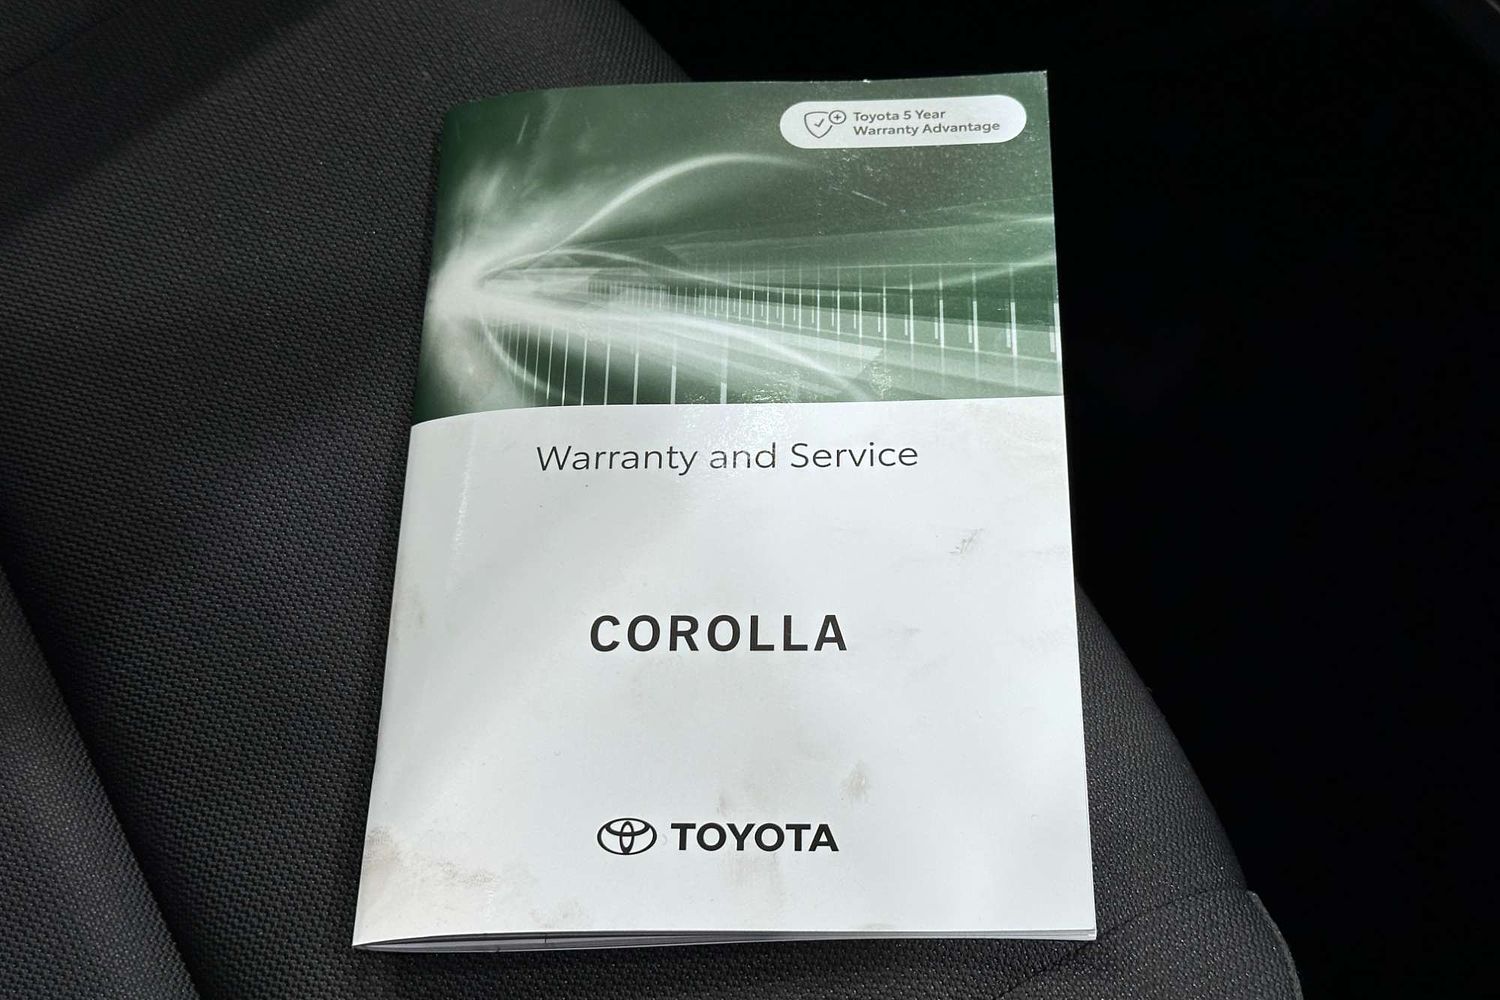 Toyota 5 Year
Warranty Advantage
Warranty and Service
COROLLA
TOYOTA